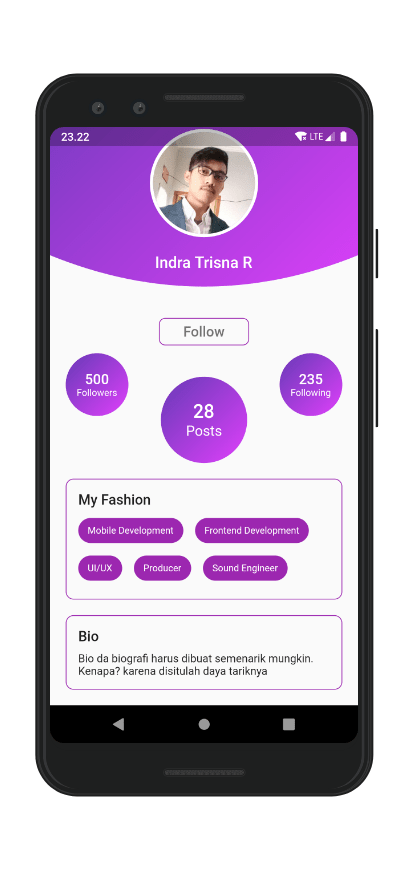 23.22
LTE
Indra Trisna R
Follow
500
Followers
235
Following
28
Posts
My Fashion
Mobile Development
Frontend Development
UI/UX
Producer
Sound Engineer
Bio
Bio da biografi harus dibuat semenarik mungkin.
Kenapa? karena disitulah daya tariknya